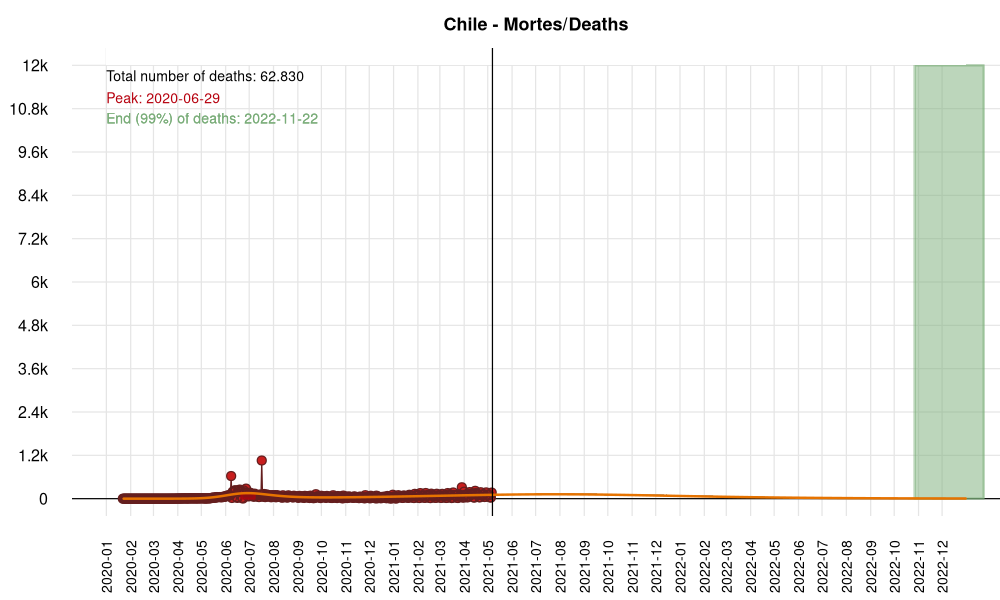 Chile - Mortes/Deaths
Total number of deaths: 62.830
Peak: 2020-06-29
End (99%) of deaths: 2022-11-22
12k
10.8k
9.6k
8.4k
7.2k
6k
4.8k
3.6k
2.4k
1.2k
0
2020-01
2020-02
2020-03
2020-04
2020-05
2020-06
2020-07
2020-08
2020-09
2020-10
2020-11
2020-12
2021-01
2021-02
2021-03
2021-04
2021-05
2021-06
2021-07
2021-08
2021-09
2021-10
2021-11
2021-12
2022-01
2022-02
2022-03
2022-04
2022-05
2022-06
2022-07
2022-08
2022-09
2022-10
2022-11
2022-12